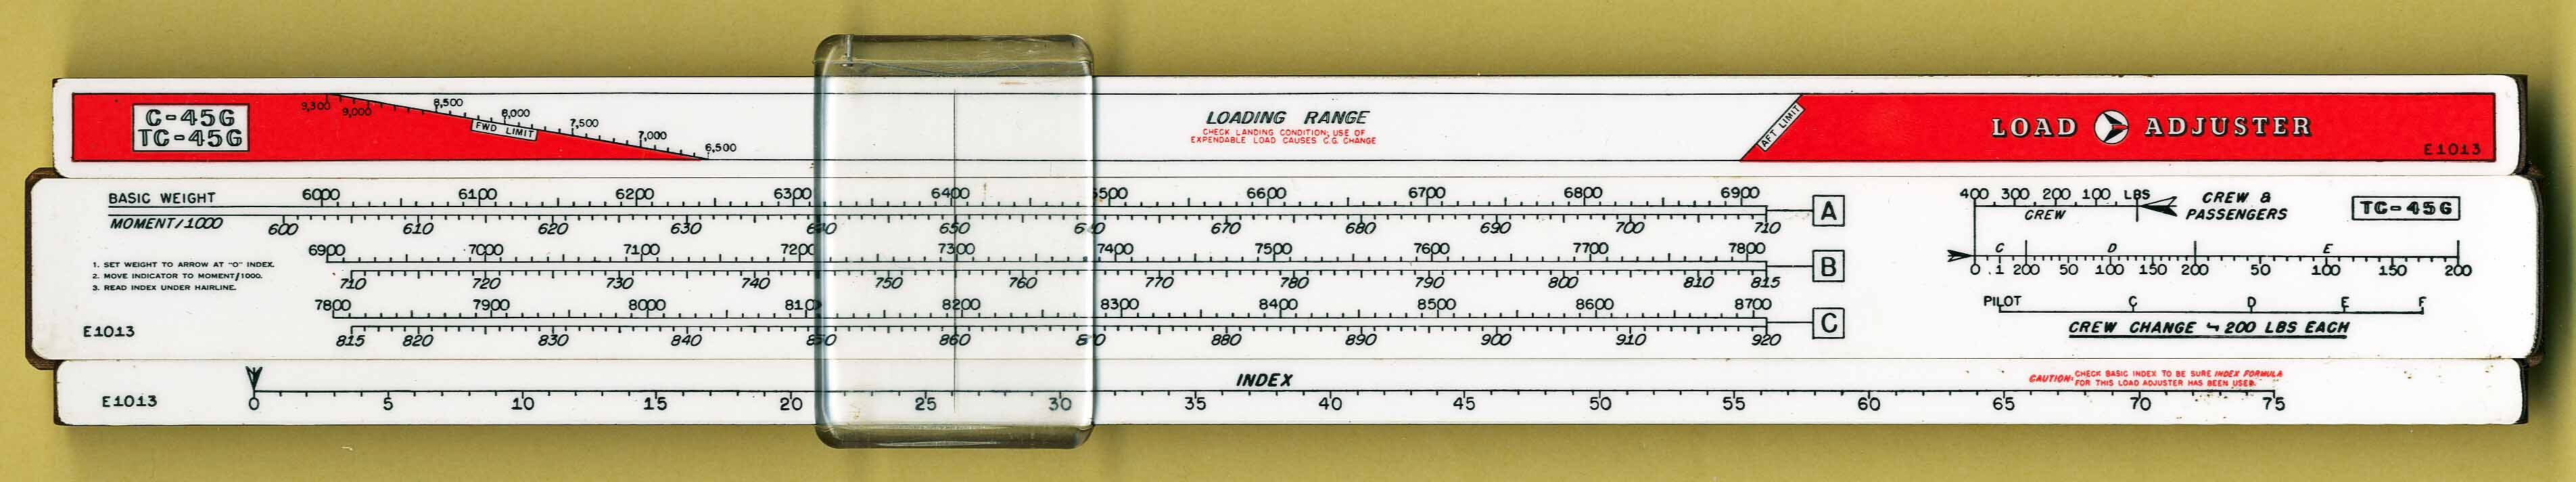 C-45G
TC-45G
9,300 9,000 8,500 8,000 7,500 7,000 6,500
FWD LIMIT
LOADING RANGE
CHECK LANDING CONDITION; USE OF
EXPENDABLE LOAD CAUSES C.G. CHANGE
AFT LIMIT
LOAD ADJUSTER
E1013
BASIC WEIGHT 6000 6100 6200 6300 6400 6500 6600 6700 6800 6900
MOMENT/1000 600 610 620 630 640 650 660 670 680 690 700 710
A
6900 7000 7100 7200 7300 7400 7500 7600 7700 7800
710 720 730 740 750 760 770 780 790 800 810 815
B
7800 7900 8000 8100 8200 8300 8400 8500 8600 8700
815 820 830 840 850 860 870 880 890 900 910 920
C
1. SET WEIGHT TO ARROW AT "O" INDEX.
2. MOVE INDICATOR TO MOMENT/1000.
3. READ INDEX UNDER HAIRLINE.
E1013
400 300 200 100 LBS
CREW
CREW &
PASSENGERS
TC-45G
C D E
0 .1 200 50 100 150 200 50 100 150 200
PILOT C D E F
CREW CHANGE 200 LBS EACH
E1013
INDEX
CAUTION: CHECK BASIC INDEX TO BE SURE INDEX FORMULA
FOR THIS LOAD ADJUSTER HAS BEEN USED.
0 5 10 15 20 25 30 35 40 45 50 55 60 65 70 75